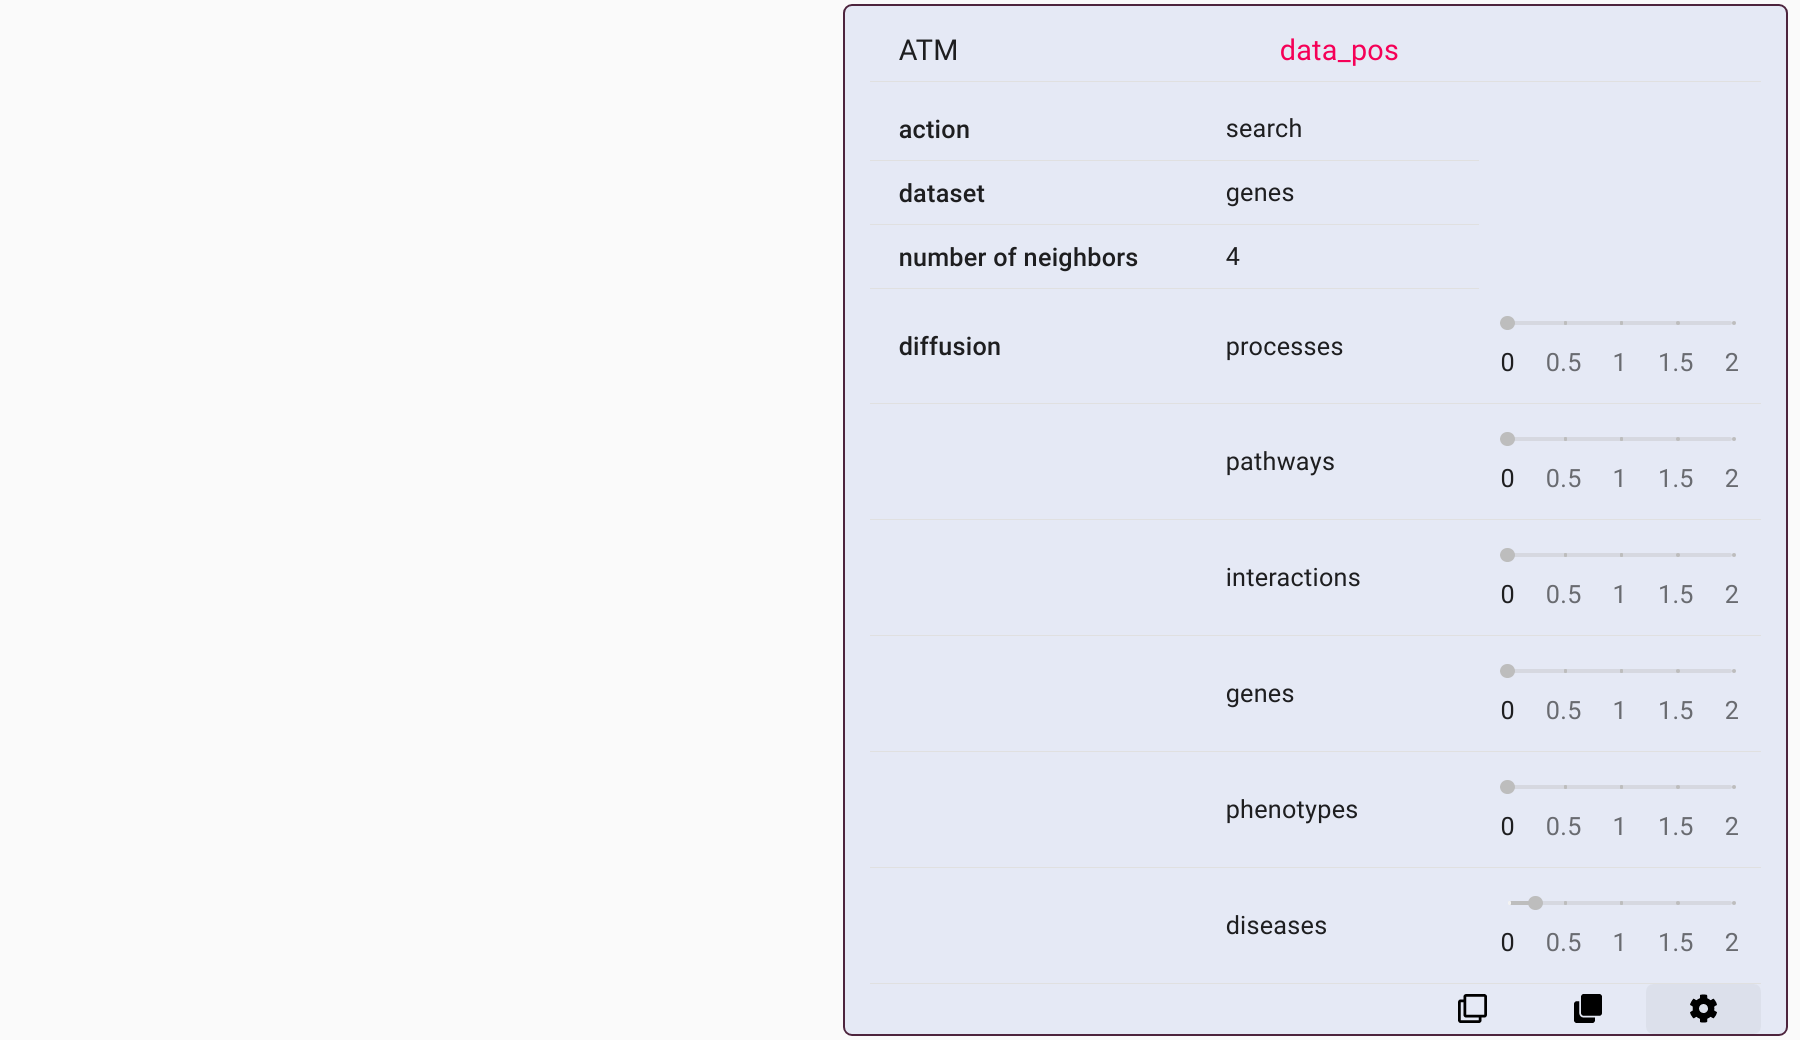 ATM data_pos
action search
dataset genes
number of neighbors 4
diffusion processes
0 0.5 1 1.5 2
pathways
0 0.5 1 1.5 2
interactions
0 0.5 1 1.5 2
genes
0 0.5 1 1.5 2
phenotypes
0 0.5 1 1.5 2
diseases
0 0.5 1 1.5 2